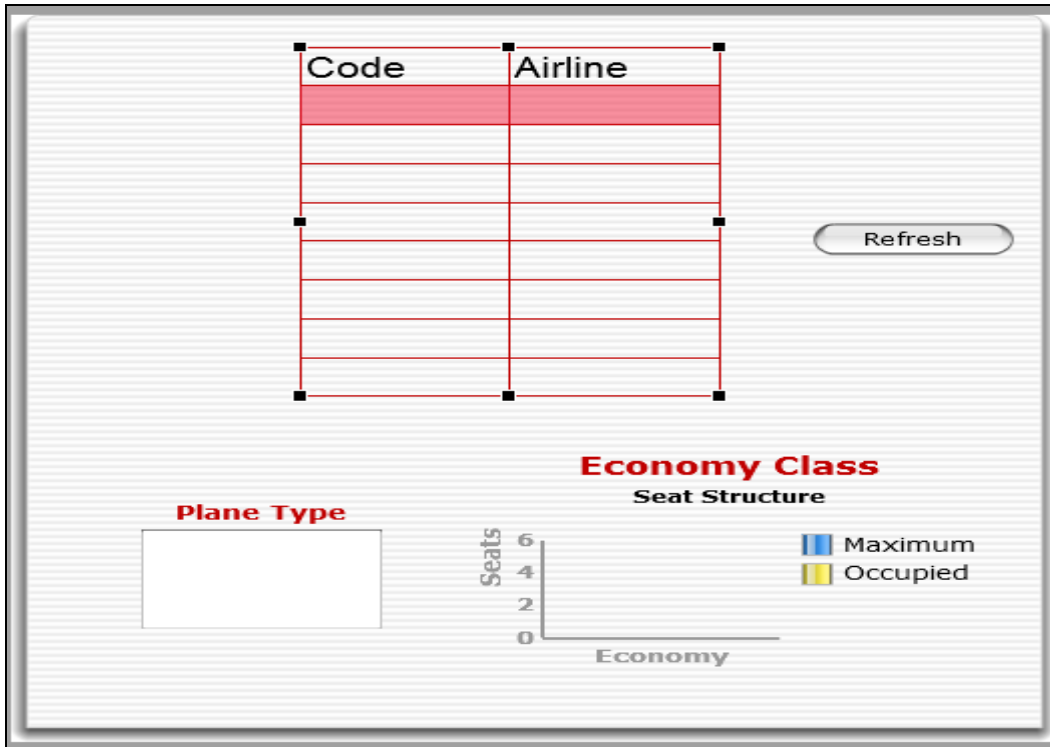 Code Airline
Refresh
Economy Class
Seat Structure
Plane Type
Seats
6
4
2
0
Economy
Maximum
Occupied